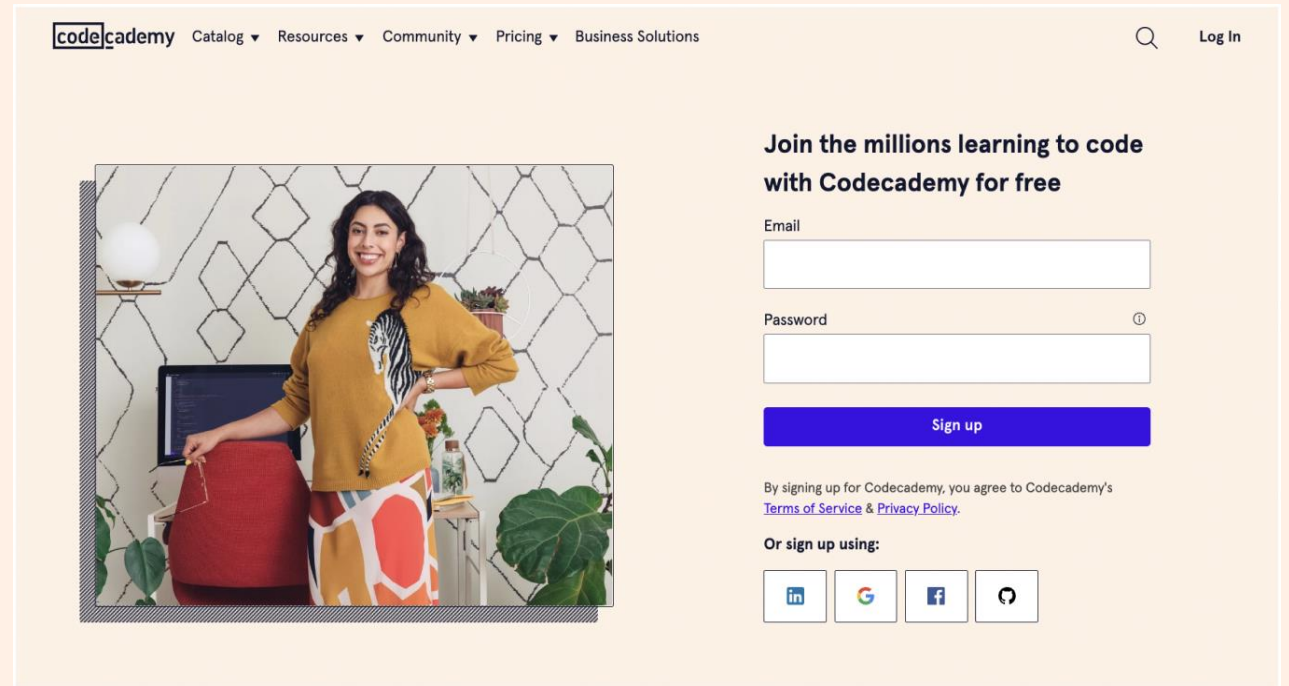 codecademy
Catalog
Resources
Community
Pricing
Business Solutions
Log In
Join the millions learning to code
with Codecademy for free
Email
Password
Sign up
By signing up for Codecademy, you agree to Codecademy's
Terms of Service & Privacy Policy.
Or sign up using: